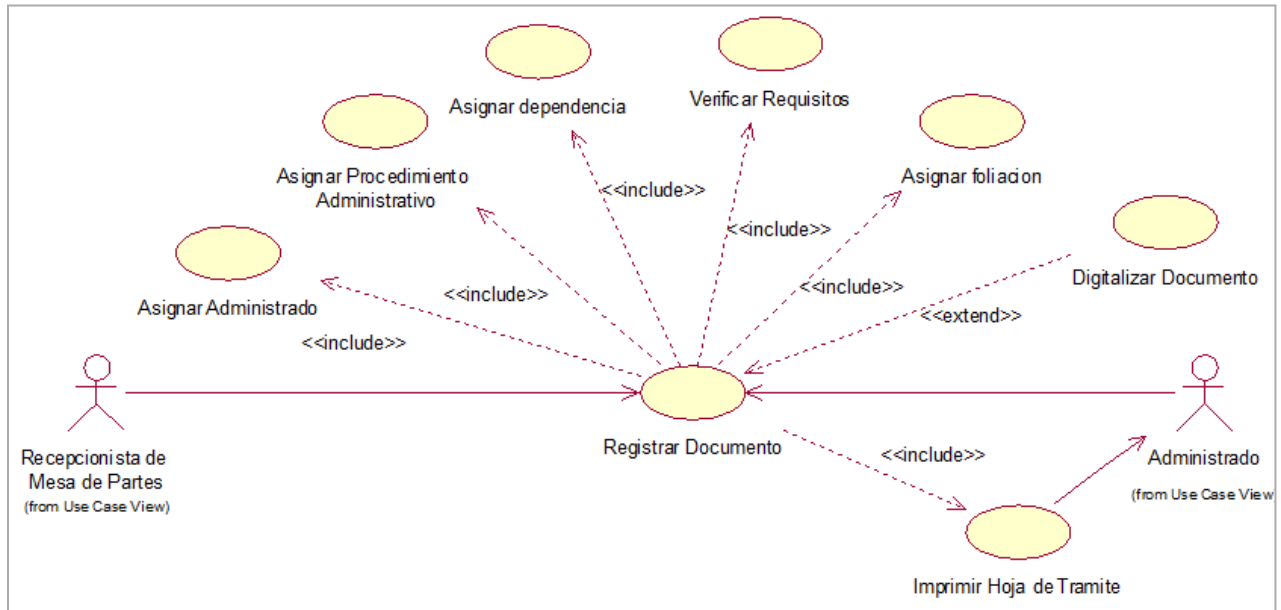 Asignar dependencia
Verificar Requisitos
Asignar Procedimiento
Administrativo
Asignar foliacion
<<include>>
<<include>>
Digitalizar Documento
Asignar Administrado
<<include>>
<<include>>
<<extend>>
<<include>>
Registrar Documento
<<include>>
Recepcionista de
Mesa de Partes
(from Use Case View)
Administrado
(from Use Case View)
Imprimir Hoja de Tramite